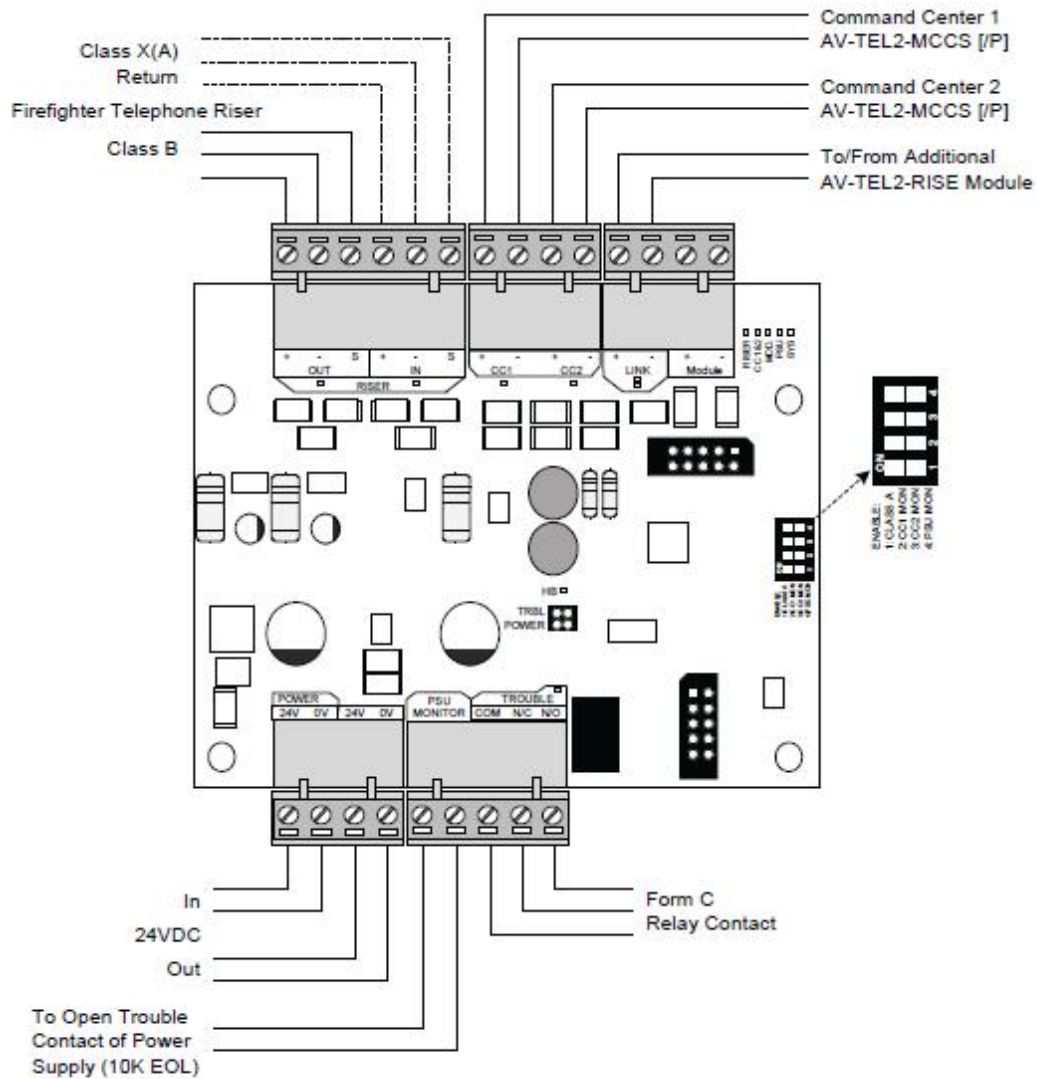 Class X(A)
Return
Firefighter Telephone Riser
Class B
Command Center 1
AV-TEL2-MCCS [/P]
Command Center 2
AV-TEL2-MCCS [/P]
To/From Additional
AV-TEL2-RISE Module
+ - S + - S + - + - + - + -
OUT IN CC1 CC2 LINK Module
RISER
RISER
CC1&2
MOD
PSU
SYS
ON
1 2 3 4
ENABLE:
1:CLASS A
2:CC1 MON
3:CC2 MON
4:PSU MON
HB
TRBL
POWER
POWER
24V 0V 24V 0V
PSU
MONITOR
TROUBLE
COM N/C N/O
In
24VDC
Out
To Open Trouble
Contact of Power
Supply (10K EOL)
Form C
Relay Contact